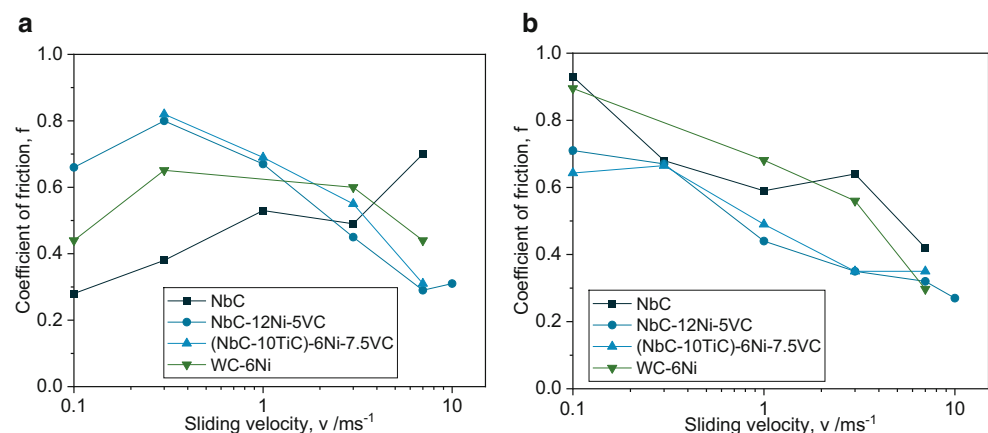 a
1.0
0.8
0.6
0.4
0.2
0.0
Coefficient of friction, f
NbC
NbC-12Ni-5VC
(NbC-10TiC)-6Ni-7.5VC
WC-6Ni
0.1
1
10
Sliding velocity, v /ms⁻¹
b
1.0
0.8
0.6
0.4
0.2
0.0
Coefficient of friction, f
NbC
NbC-12Ni-5VC
(NbC-10TiC)-6Ni-7.5VC
WC-6Ni
0.1
1
10
Sliding velocity, v /ms⁻¹